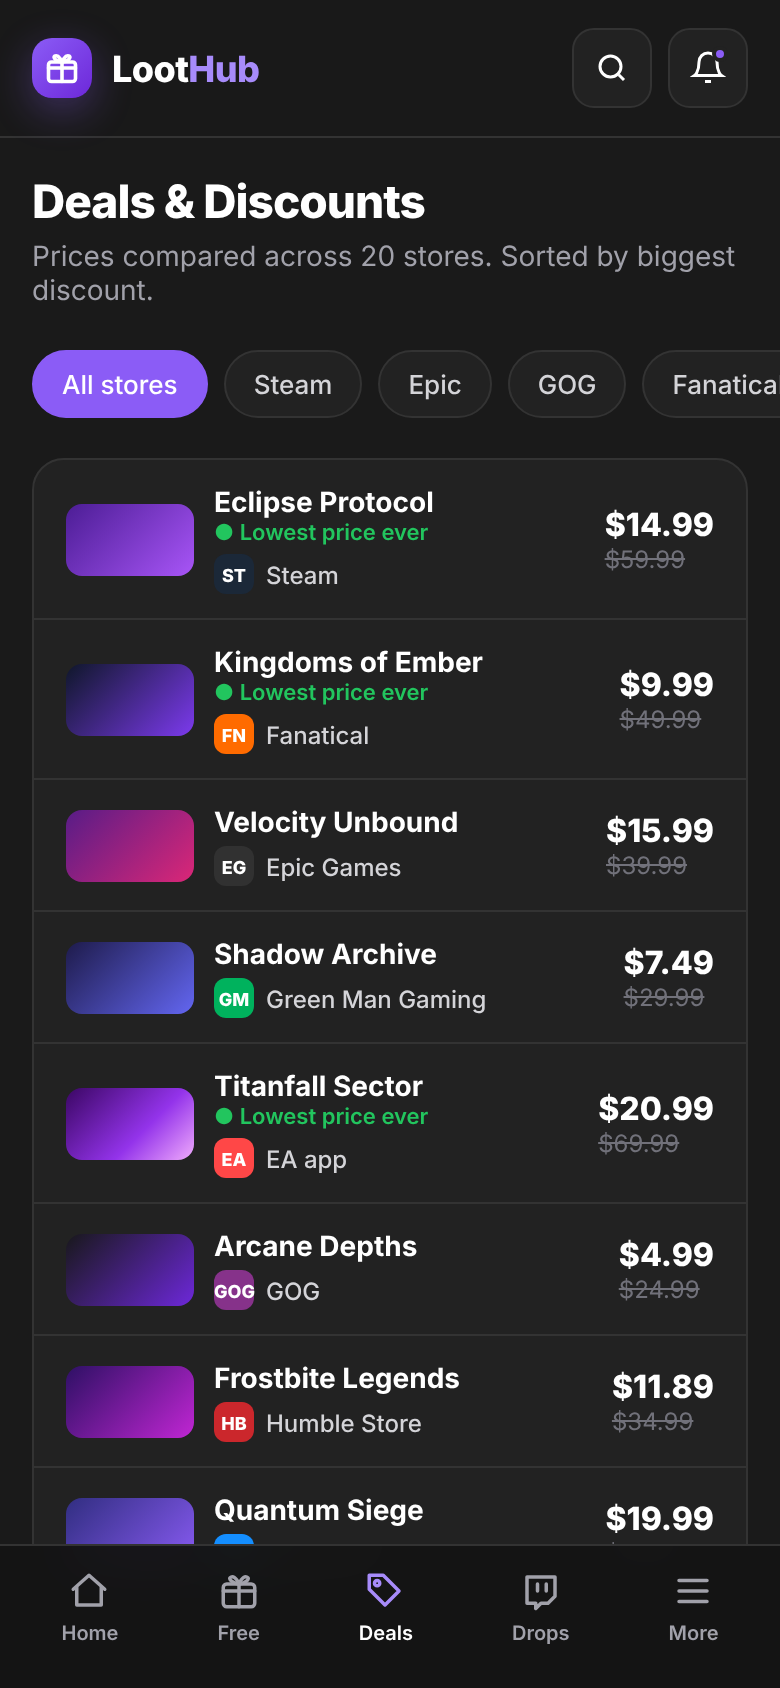 LootHub
Deals & Discounts
Prices compared across 20 stores. Sorted by biggest
discount.
All stores
Steam
Epic
GOG
Fanatical
Eclipse Protocol
Lowest price ever
ST Steam
$14.99
$59.99
Kingdoms of Ember
Lowest price ever
FN Fanatical
$9.99
$49.99
Velocity Unbound
EG Epic Games
$15.99
$39.99
Shadow Archive
GM Green Man Gaming
$7.49
$29.99
Titanfall Sector
Lowest price ever
EA EA app
$20.99
$69.99
Arcane Depths
GOG GOG
$4.99
$24.99
Frostbite Legends
HB Humble Store
$11.89
$34.99
Quantum Siege
$19.99
Home
Free
Deals
Drops
More